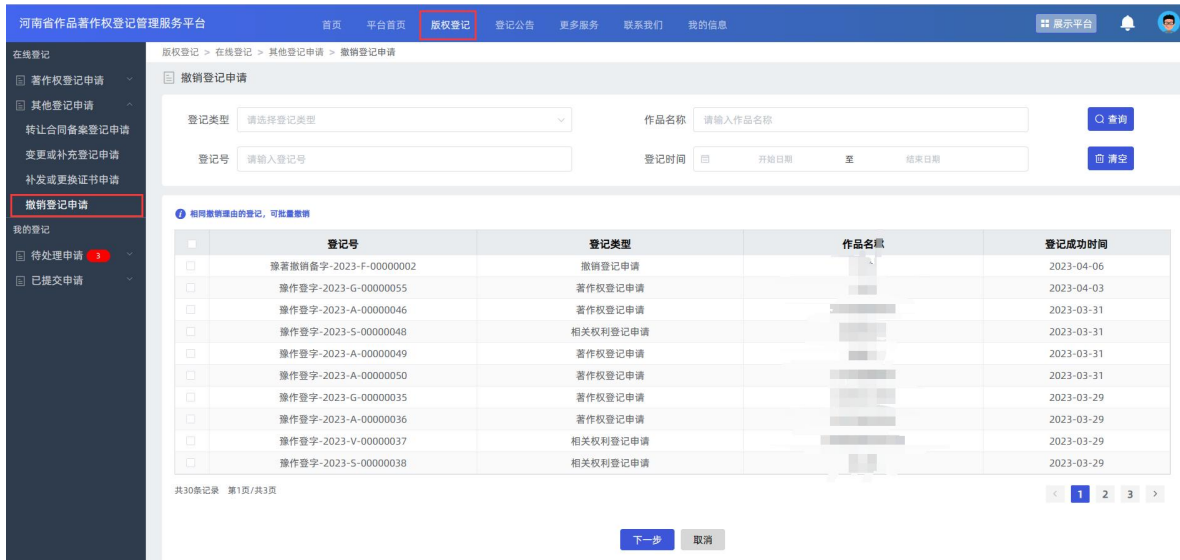 河南省作品著作权登记管理服务平台 首页 平台首页 版权登记 登记公告 更多服务 联系我们 我的信息 展示平台
在线登记
著作权登记申请
其他登记申请
转让合同备案登记申请
变更或补充登记申请
补发或更换证书申请
撤销登记申请
我的登记
待处理申请 3
已提交申请
版权登记 > 在线登记 > 其他登记申请 > 撤销登记申请
撤销登记申请
登记类型 请选择登记类型 作品名称 请输入作品名称 查询
登记号 请输入登记号 登记时间 开始日期 至 结束日期 清空
相同撤销理由的登记，可批量撤销
登记号 登记类型 作品名称 登记成功时间
豫著撤销备字-2023-F-00000002 撤销登记申请 2023-04-06
豫作登字-2023-G-00000055 著作权登记申请 2023-04-03
豫作登字-2023-A-00000046 著作权登记申请 2023-03-31
豫作登字-2023-S-00000048 相关权利登记申请 2023-03-31
豫作登字-2023-A-00000049 著作权登记申请 2023-03-31
豫作登字-2023-A-00000050 著作权登记申请 2023-03-31
豫作登字-2023-G-00000035 著作权登记申请 2023-03-29
豫作登字-2023-A-00000036 著作权登记申请 2023-03-29
豫作登字-2023-V-00000037 相关权利登记申请 2023-03-29
豫作登字-2023-S-00000038 相关权利登记申请 2023-03-29
共30条记录 第1页/共3页 < 1 2 3 >
下一步 取消